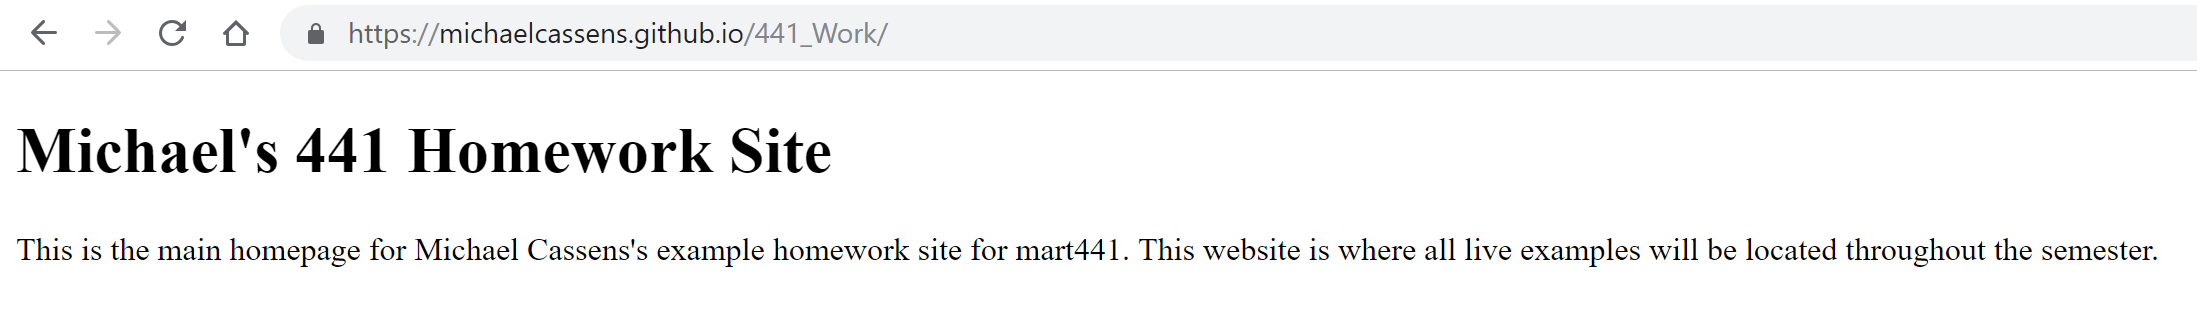 https://michaelcassens.github.io/441_Work/
Michael's 441 Homework Site
This is the main homepage for Michael Cassens's example homework site for mart441. This website is where all live examples will be located throughout the semester.